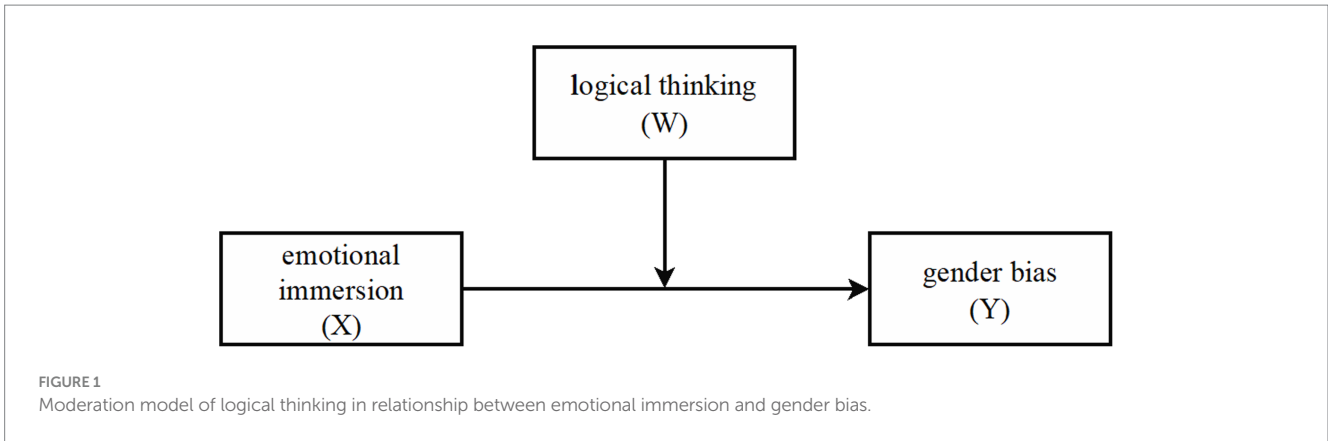 logical thinking
(W)
emotional
immersion
(X)
gender bias
(Y)
FIGURE 1
Moderation model of logical thinking in relationship between emotional immersion and gender bias.